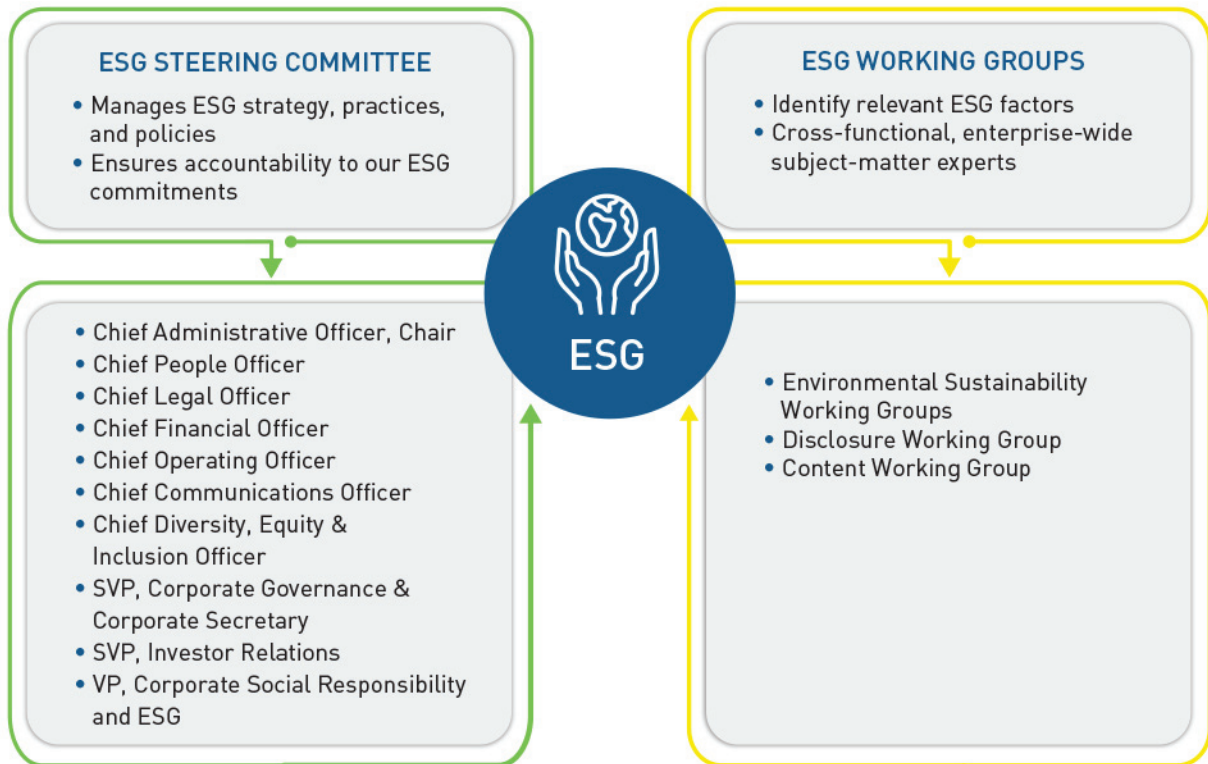 ESG STEERING COMMITTEE
• Manages ESG strategy, practices,
and policies
• Ensures accountability to our ESG
commitments
ESG WORKING GROUPS
• Identify relevant ESG factors
• Cross-functional, enterprise-wide
subject-matter experts
ESG
• Chief Administrative Officer, Chair
• Chief People Officer
• Chief Legal Officer
• Chief Financial Officer
• Chief Operating Officer
• Chief Communications Officer
• Chief Diversity, Equity &
Inclusion Officer
• SVP, Corporate Governance &
Corporate Secretary
• SVP, Investor Relations
• VP, Corporate Social Responsibility
and ESG
• Environmental Sustainability
Working Groups
• Disclosure Working Group
• Content Working Group